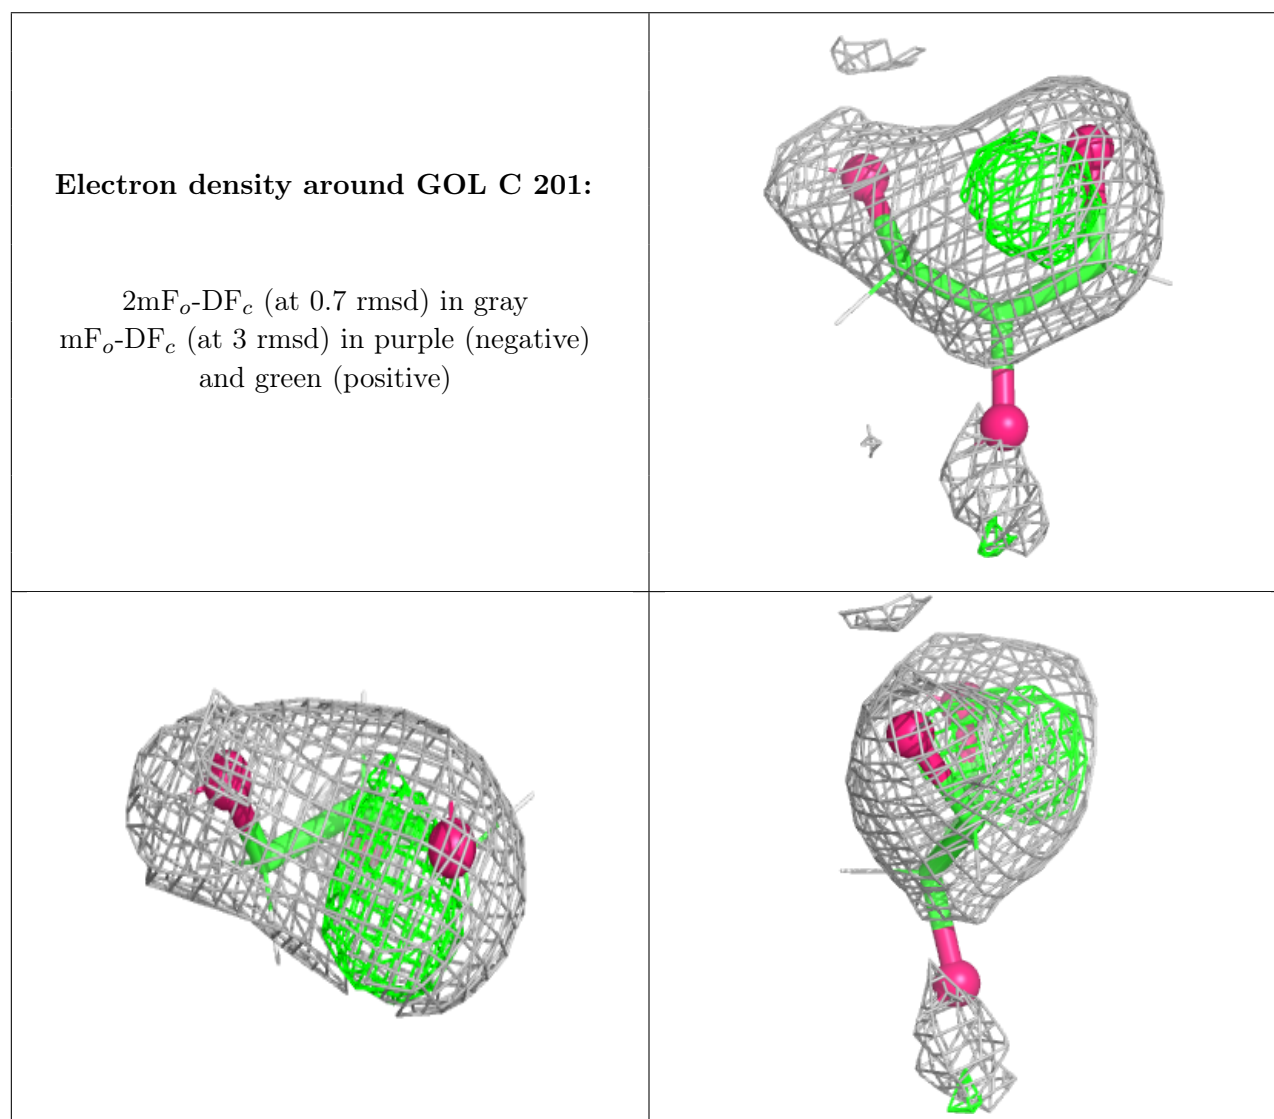 Electron density around GOL C 201:
2mFo-DFc (at 0.7 rmsd) in gray
mFo-DFc (at 3 rmsd) in purple (negative)
and green (positive)